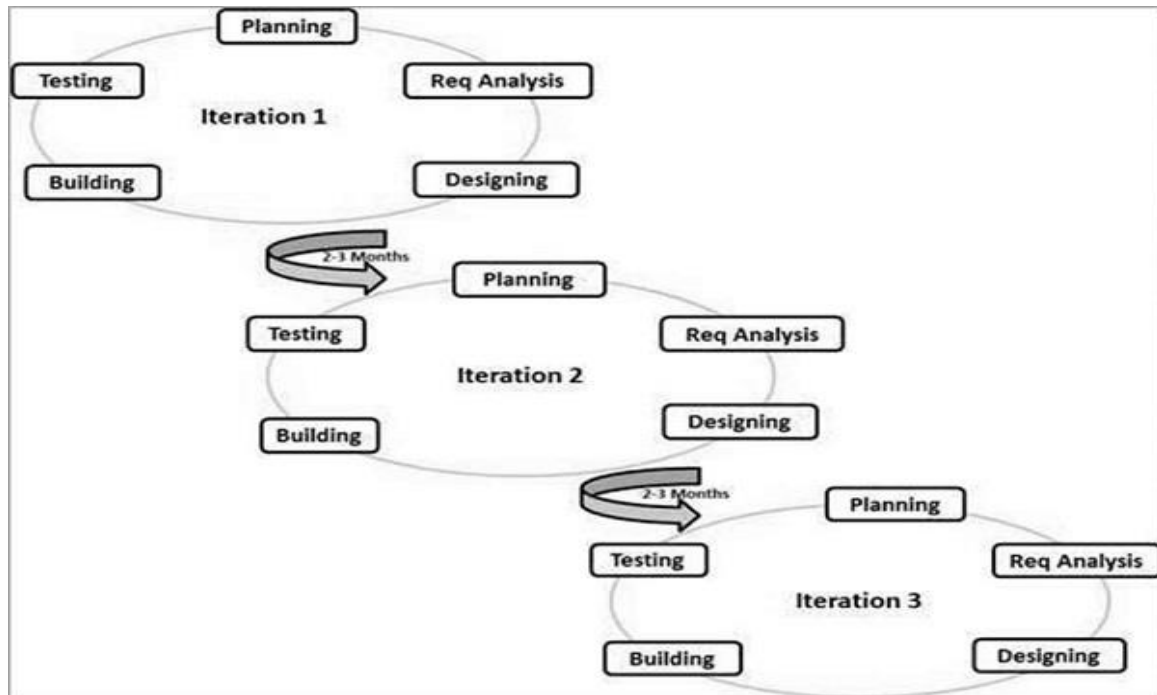 Planning
Testing
Req Analysis
Iteration 1
Building
Designing
2-3 Months
Planning
Testing
Req Analysis
Iteration 2
Building
Designing
2-3 Months
Planning
Testing
Req Analysis
Iteration 3
Building
Designing